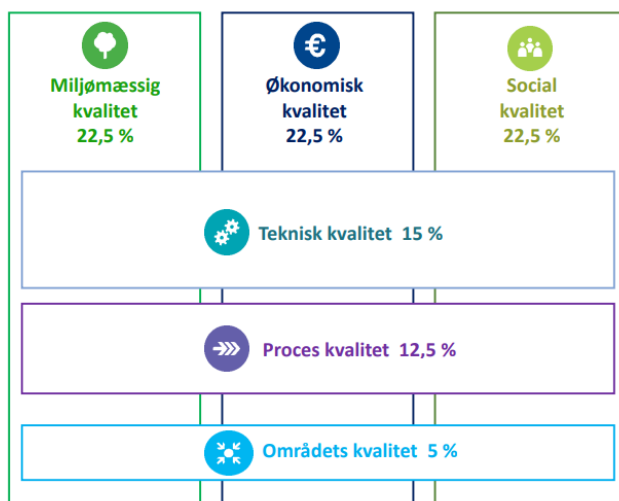 Miljømæssig
kvalitet
22,5 %
Økonomisk
kvalitet
22,5 %
Social
kvalitet
22,5 %
Teknisk kvalitet 15 %
Proces kvalitet 12,5 %
Områdets kvalitet 5 %